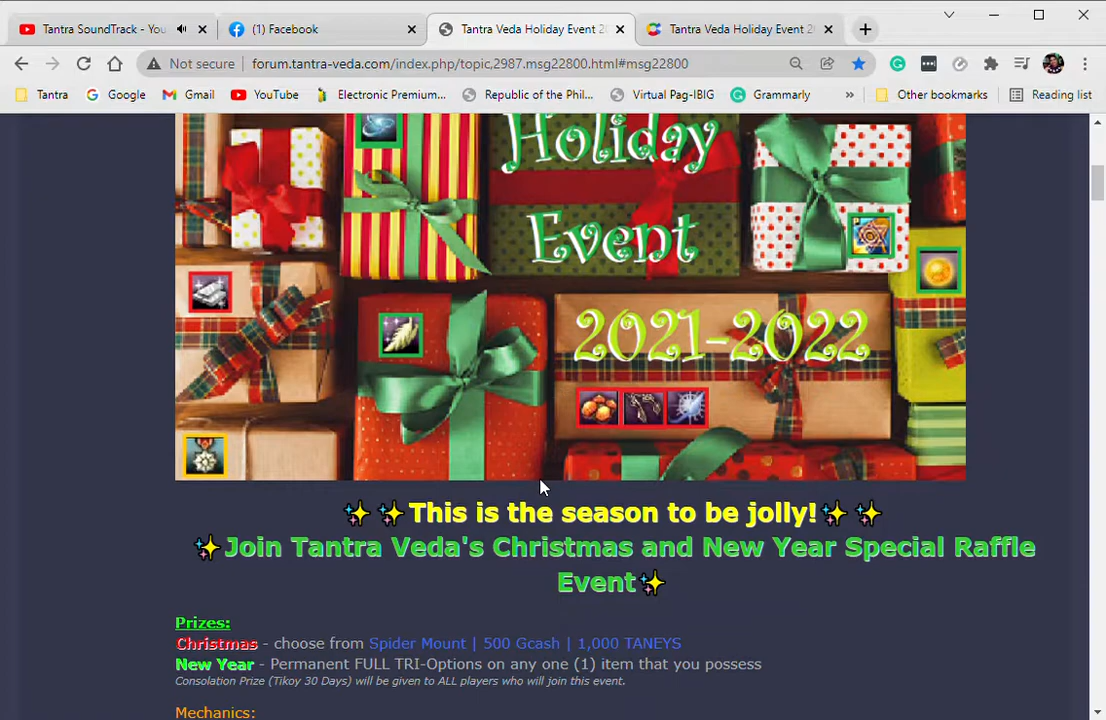 Tantra SoundTrack - You
(1) Facebook
Tantra Veda Holiday Event 2
Tantra Veda Holiday Event 2
Not secure
forum.tantra-veda.com/index.php/topic,2987.msg22800.html#msg22800
Tantra
Google
Gmail
YouTube
Electronic Premium...
Republic of the Phil...
Virtual Pag-IBIG
Grammarly
»
Other bookmarks
Reading list
Holiday
Event
2021-2022
This is the season to be jolly!
Join Tantra Veda's Christmas and New Year Special Raffle
Event
Prizes:
Christmas - choose from Spider Mount | 500 Gcash | 1,000 TANEYS
New Year - Permanent FULL TRI-Options on any one (1) item that you possess
Consolation Prize (Tikoy 30 Days) will be given to ALL players who will join this event.
Mechanics: